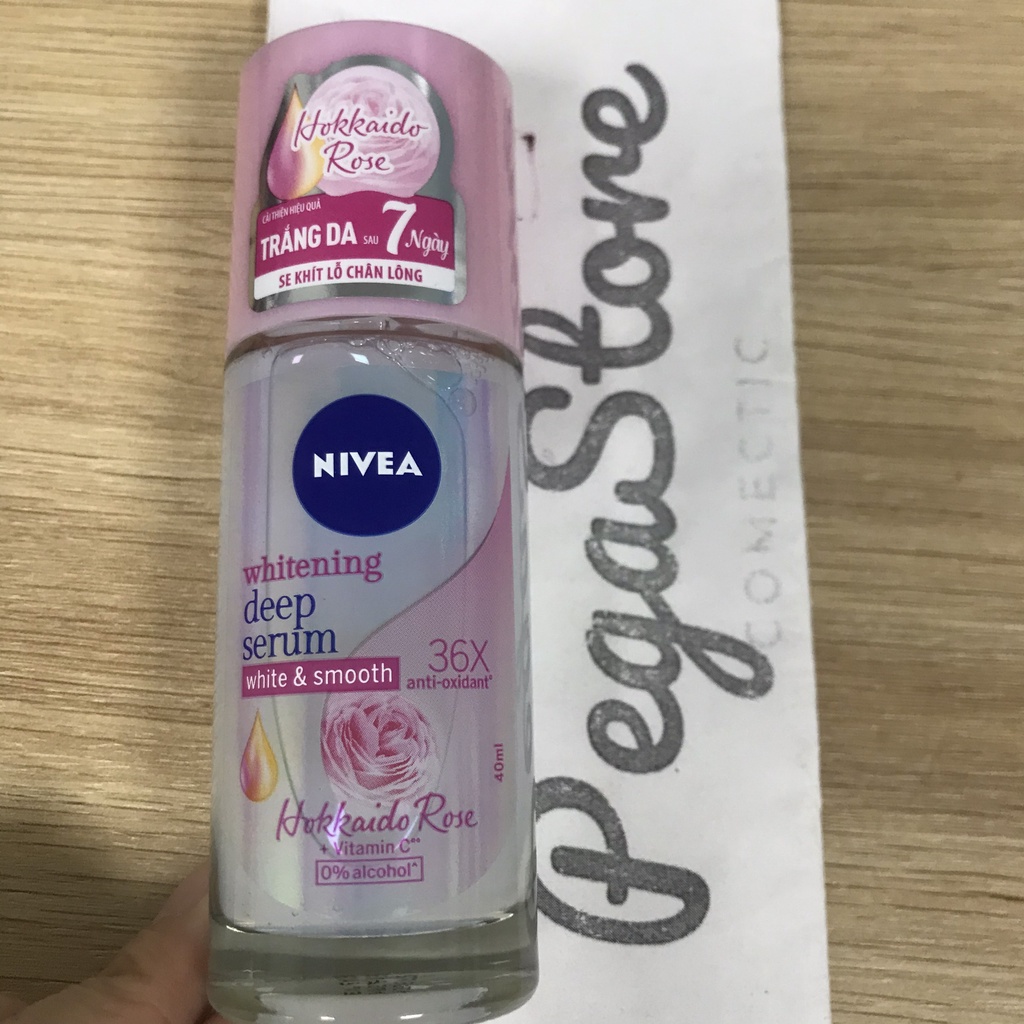 Hokkaido
Rose
CẢI THIỆN HIỆU QUẢ
TRẮNG DA SAU 7 Ngày
SE KHÍT LỖ CHÂN LÔNG
NIVEA
whitening
deep
serum
white & smooth
36X
anti-oxidant*
40ml
Hokkaido Rose
+ Vitamin C**
0% alcohol^
PegaStore
COMECTIC